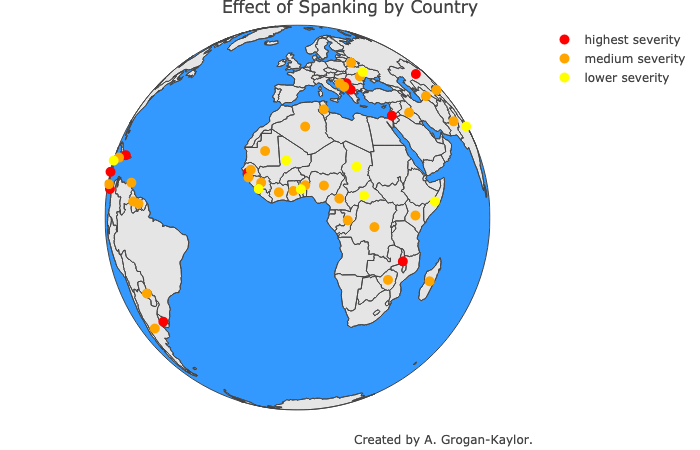 Effect of Spanking by Country
highest severity
medium severity
lower severity
Created by A. Grogan-Kaylor.